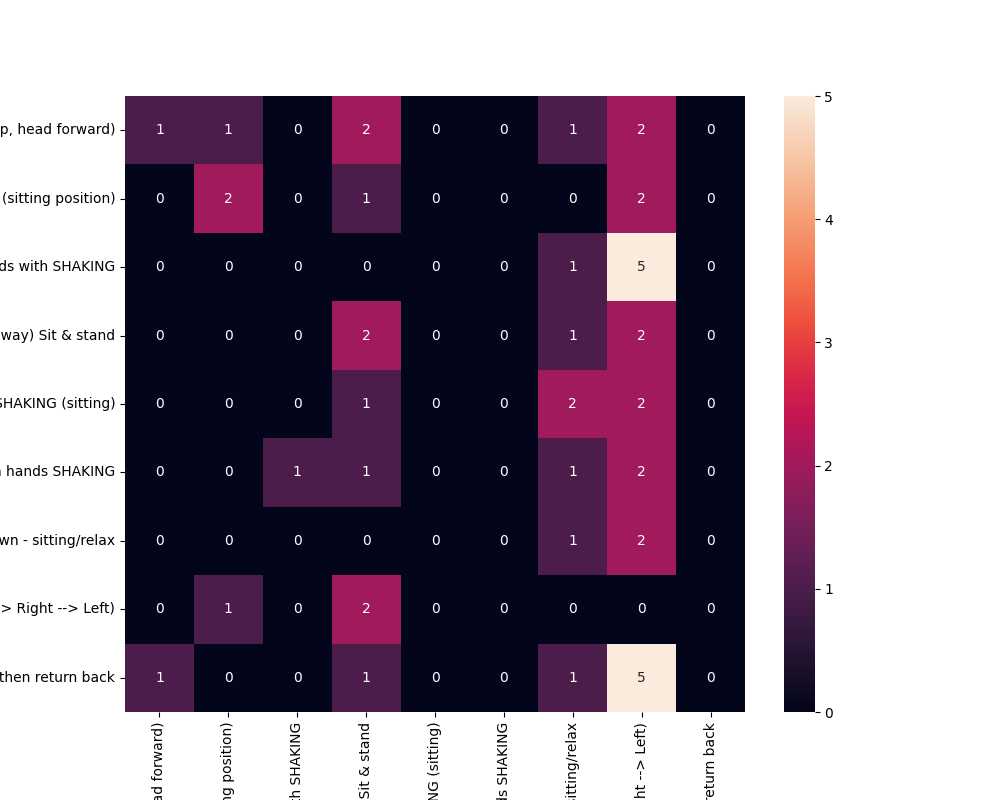 p, head forward) 1 1 0 2 0 0 1 2 0
(sitting position) 0 2 0 1 0 0 0 2 0
ds with SHAKING 0 0 0 0 0 0 1 5 0
way) Sit & stand 0 0 0 2 0 0 1 2 0
SHAKING (sitting) 0 0 0 1 0 0 2 2 0
hands SHAKING 0 0 1 1 0 0 1 2 0
wn - sitting/relax 0 0 0 0 0 0 1 2 0
> Right --> Left) 0 1 0 2 0 0 0 0 0
then return back 1 0 0 1 0 0 1 5 0
ad forward)
ng position)
th SHAKING
Sit & stand
NG (sitting)
ds SHAKING
sitting/relax
ht --> Left)
return back
5
4
3
2
1
0